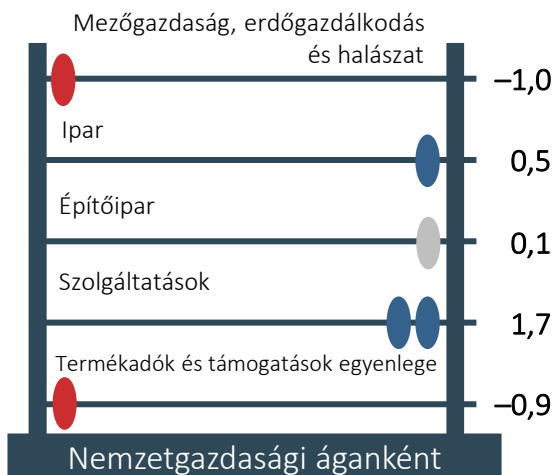 Mezőgazdaság, erdőgazdálkodás
és halászat
–1,0
Ipar
0,5
Építőipar
0,1
Szolgáltatások
1,7
Termékadók és támogatások egyenlege
–0,9
Nemzetgazdasági áganként